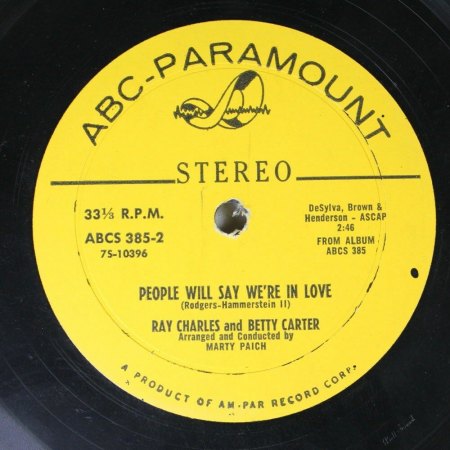 ABC-PARAMOUNT
STEREO
33⅓ R.P.M.
ABCS 385-2
7S-10396
DeSylva, Brown &
Henderson - ASCAP
2:46
FROM ALBUM
ABCS 385
PEOPLE WILL SAY WE'RE IN LOVE
(Rodgers-Hammerstein II)
RAY CHARLES and BETTY CARTER
Arranged and Conducted by
MARTY PAICH
A PRODUCT OF AM-PAR RECORD CORP.